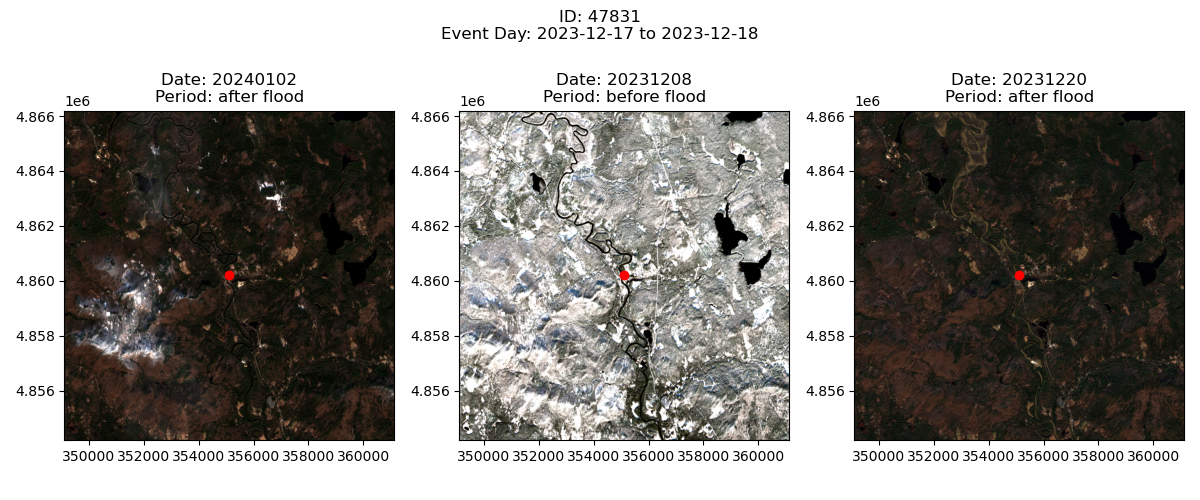 ID: 47831
Event Day: 2023-12-17 to 2023-12-18
Date: 20240102
Period: after flood
1e6
4.866
4.864
4.862
4.860
4.858
4.856
350000 352000 354000 356000 358000 360000
Date: 20231208
Period: before flood
1e6
4.866
4.864
4.862
4.860
4.858
4.856
350000 352000 354000 356000 358000 360000
Date: 20231220
Period: after flood
1e6
4.866
4.864
4.862
4.860
4.858
4.856
350000 352000 354000 356000 358000 360000